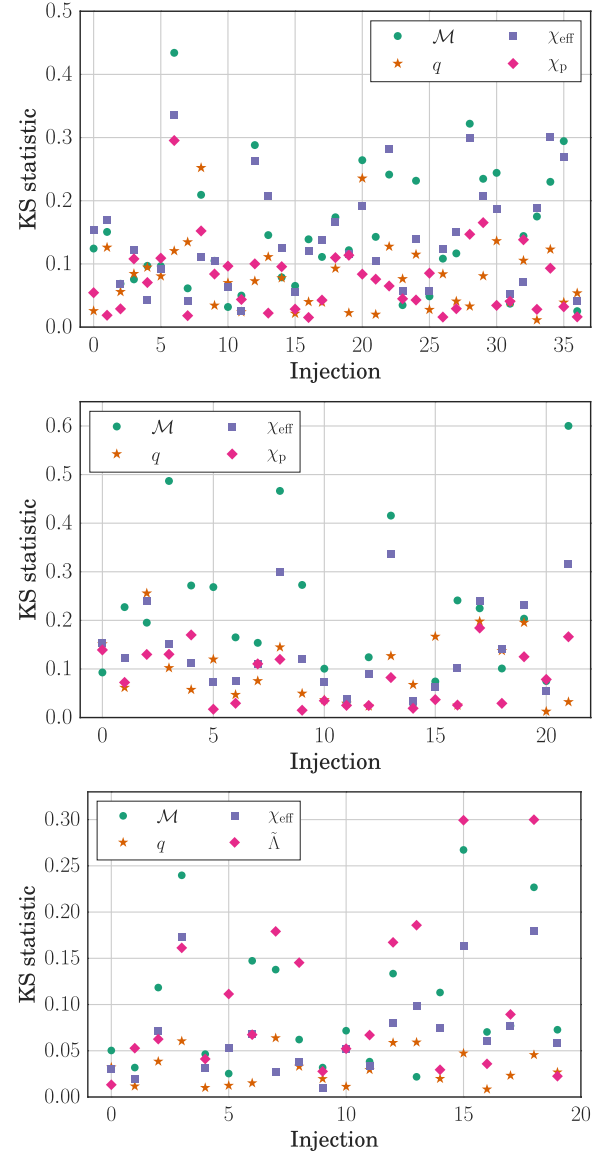 0.5
0.4
0.3
0.2
0.1
0.0
KS statistic
ℳ χeff
q χp
0 5 10 15 20 25 30 35
Injection
0.6
0.5
0.4
0.3
0.2
0.1
0.0
KS statistic
ℳ χeff
q χp
0 5 10 15 20
Injection
0.30
0.25
0.20
0.15
0.10
0.05
0.00
KS statistic
ℳ χeff
q Λ̃
0 5 10 15 20
Injection